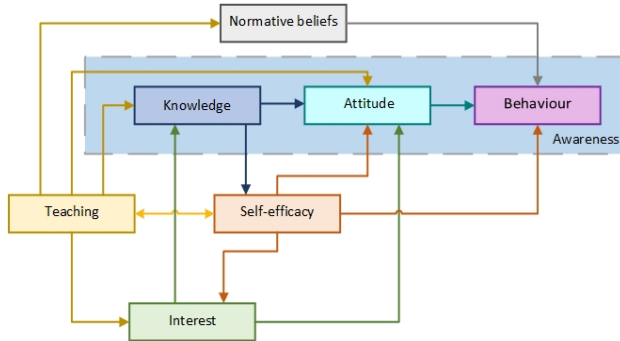 Normative beliefs
Knowledge
Attitude
Behaviour
Awareness
Teaching
Self-efficacy
Interest